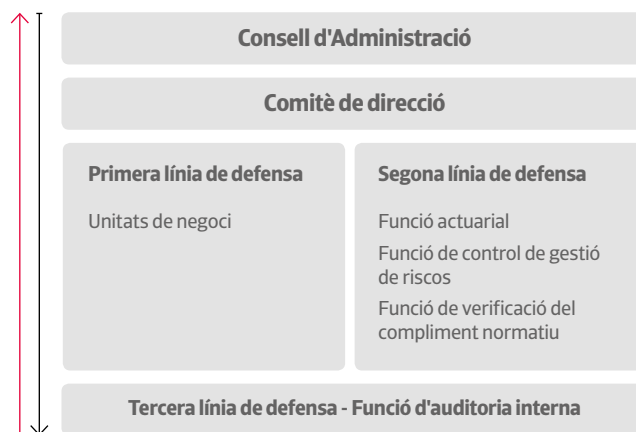 Consell d'Administració
Comitè de direcció
Primera línia de defensa
Unitats de negoci
Segona línia de defensa
Funció actuarial
Funció de control de gestió
de riscos
Funció de verificació del
compliment normatiu
Tercera línia de defensa - Funció d'auditoria interna